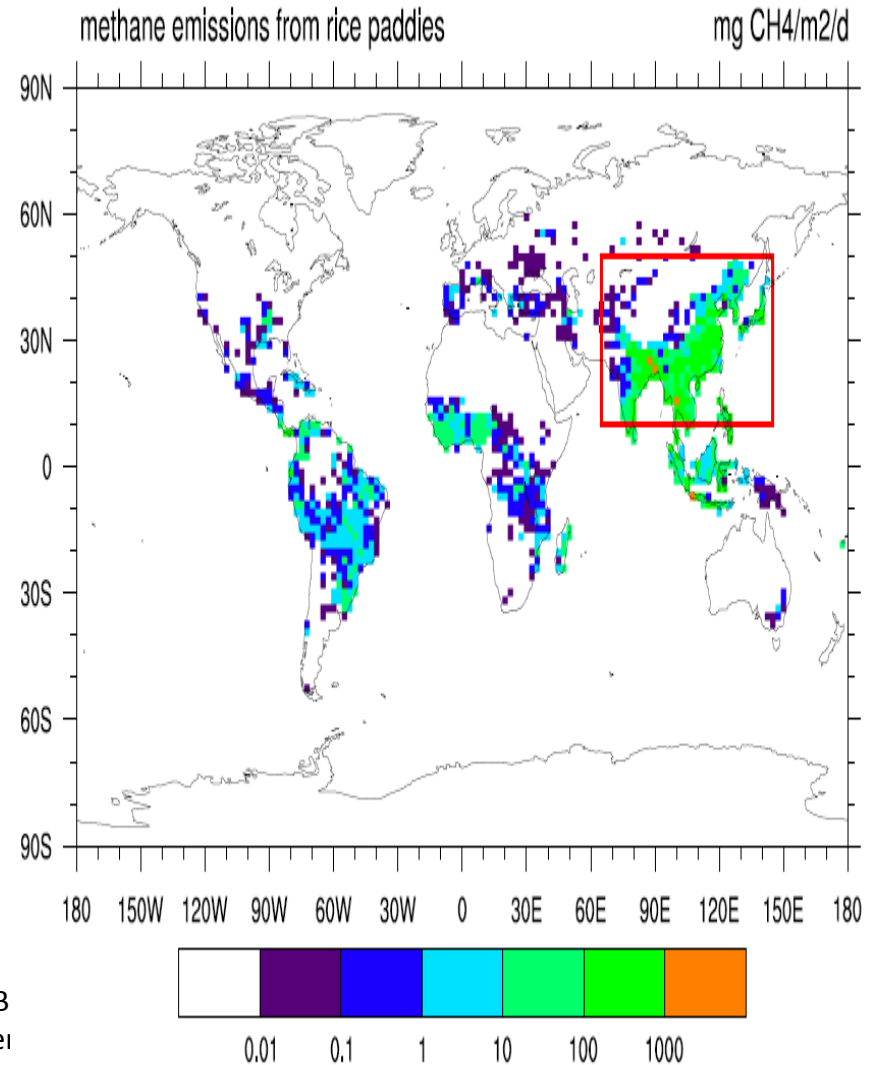 methane emissions from rice paddies mg CH4/m2/d
90N
60N
30N
0
30S
60S
90S
180 150W 120W 90W 60W 30W 0 30E 60E 90E 120E 150E 180
0.01 0.1 1 10 100 1000
B